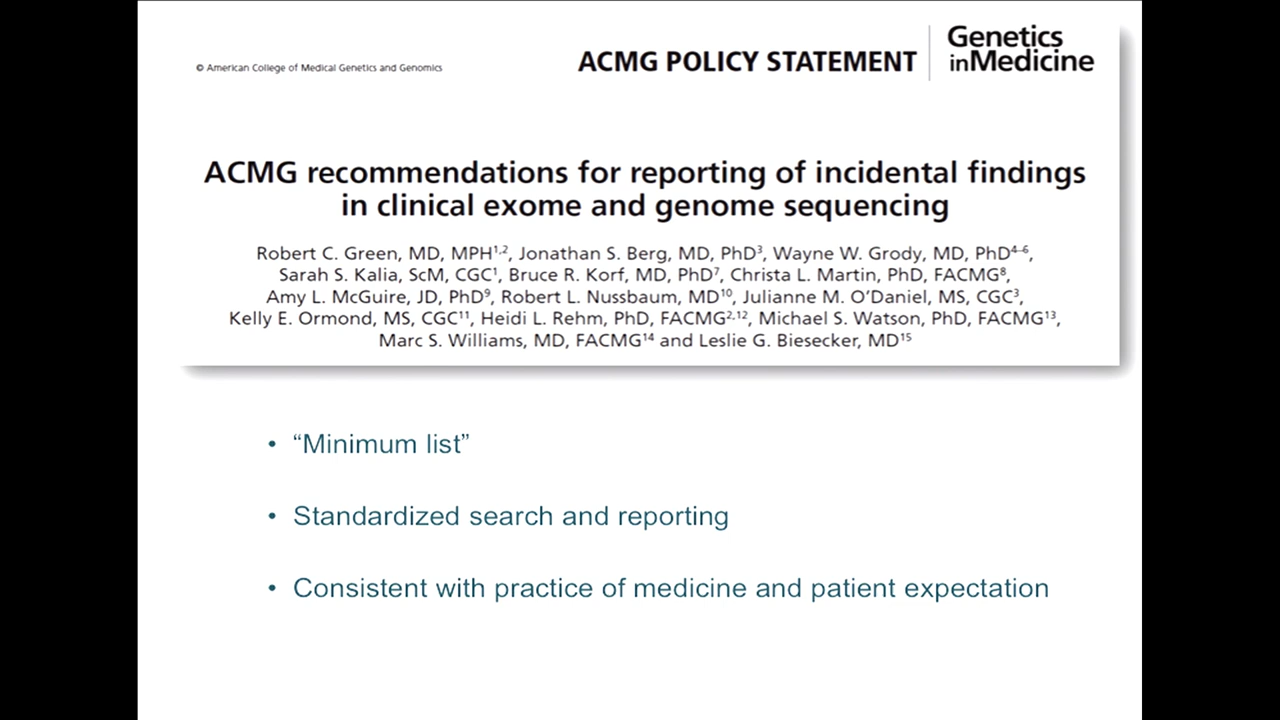 © American College of Medical Genetics and Genomics
ACMG POLICY STATEMENT
Genetics
inMedicine
ACMG recommendations for reporting of incidental findings
in clinical exome and genome sequencing
Robert C. Green, MD, MPH1,2, Jonathan S. Berg, MD, PhD3, Wayne W. Grody, MD, PhD4–6,
Sarah S. Kalia, ScM, CGC1, Bruce R. Korf, MD, PhD7, Christa L. Martin, PhD, FACMG8,
Amy L. McGuire, JD, PhD9, Robert L. Nussbaum, MD10, Julianne M. O’Daniel, MS, CGC3,
Kelly E. Ormond, MS, CGC11, Heidi L. Rehm, PhD, FACMG2,12, Michael S. Watson, PhD, FACMG13,
Marc S. Williams, MD, FACMG14 and Leslie G. Biesecker, MD15
• “Minimum list”
• Standardized search and reporting
• Consistent with practice of medicine and patient expectation